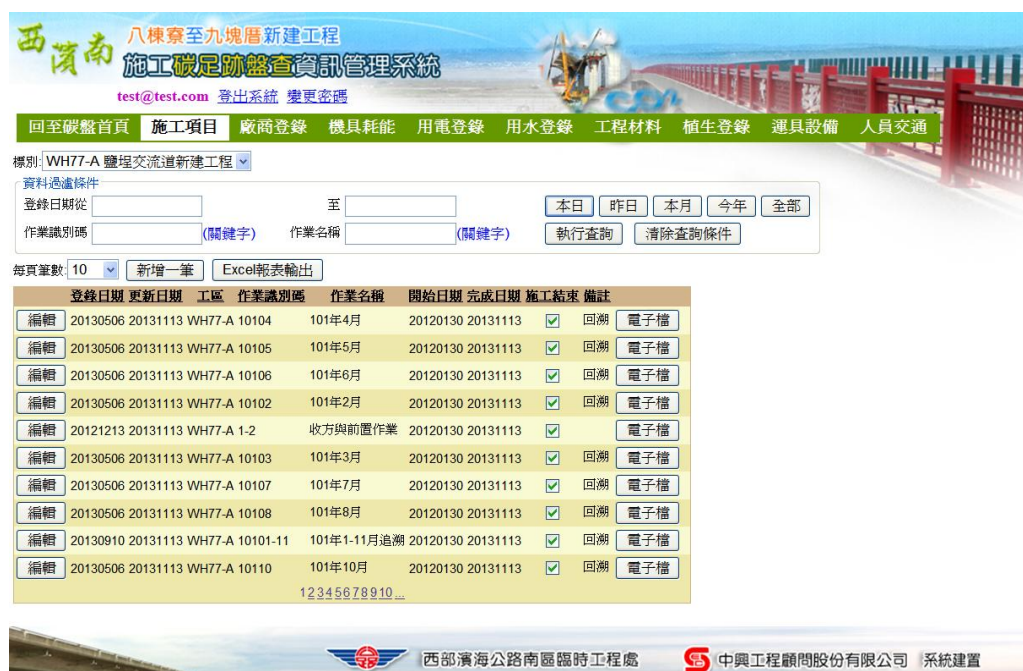 西濱南 八棟寮至九塊厝新建工程
施工碳足跡盤查資訊管理系統
test@test.com 登出系統 變更密碼
回至碳盤首頁 施工項目 廠商登錄 機具耗能 用電登錄 用水登錄 工程材料 植生登錄 運具設備 人員交通
標別: WH77-A 鹽埕交流道新建工程
資料過濾條件
登錄日期從 至 本日 昨日 本月 今年 全部
作業識別碼 (關鍵字) 作業名稱 (關鍵字) 執行查詢 清除查詢條件
每頁筆數: 10 新增一筆 Excel報表輸出
登錄日期 更新日期 工區 作業識別碼 作業名稱 開始日期 完成日期 施工結束 備註
編輯 20130506 20131113 WH77-A 10104 101年4月 20120130 20131113 回溯 電子檔
編輯 20130506 20131113 WH77-A 10105 101年5月 20120130 20131113 回溯 電子檔
編輯 20130506 20131113 WH77-A 10106 101年6月 20120130 20131113 回溯 電子檔
編輯 20130506 20131113 WH77-A 10102 101年2月 20120130 20131113 回溯 電子檔
編輯 20121213 20131113 WH77-A 1-2 收方與前置作業 20120130 20131113 電子檔
編輯 20130506 20131113 WH77-A 10103 101年3月 20120130 20131113 回溯 電子檔
編輯 20130506 20131113 WH77-A 10107 101年7月 20120130 20131113 回溯 電子檔
編輯 20130506 20131113 WH77-A 10108 101年8月 20120130 20131113 回溯 電子檔
編輯 20130910 20131113 WH77-A 10101-11 101年1-11月追溯 20120130 20131113 回溯 電子檔
編輯 20130506 20131113 WH77-A 10110 101年10月 20120130 20131113 回溯 電子檔
1 2 3 4 5 6 7 8 9 10 ...
西部濱海公路南區臨時工程處 中興工程顧問股份有限公司 系統建置